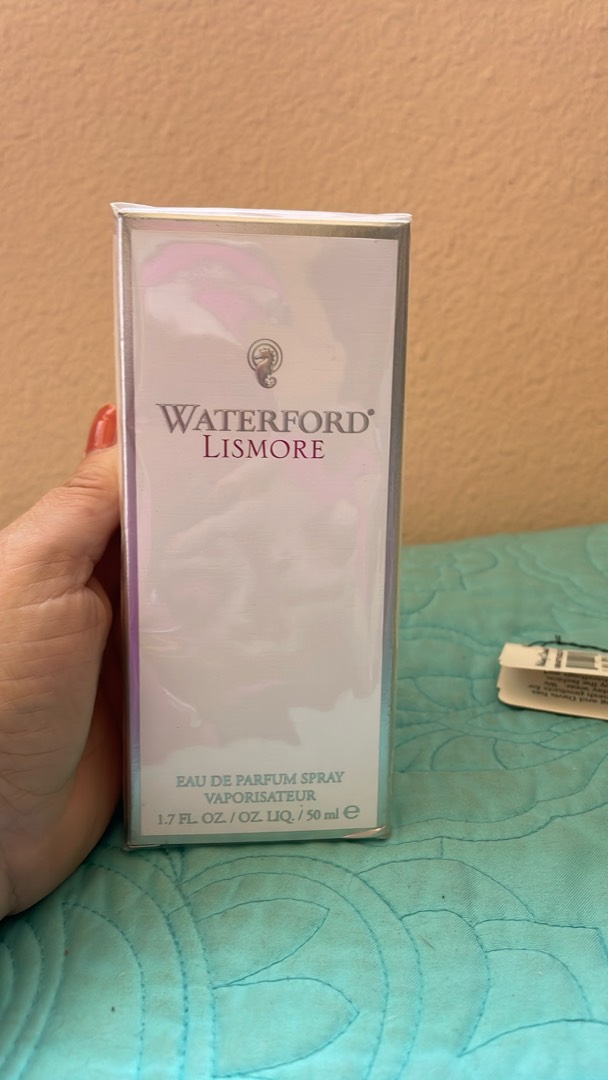 WATERFORD®
LISMORE
EAU DE PARFUM SPRAY
VAPORISATEUR
1.7 FL. OZ. / OZ. LIQ. / 50 ml ℮